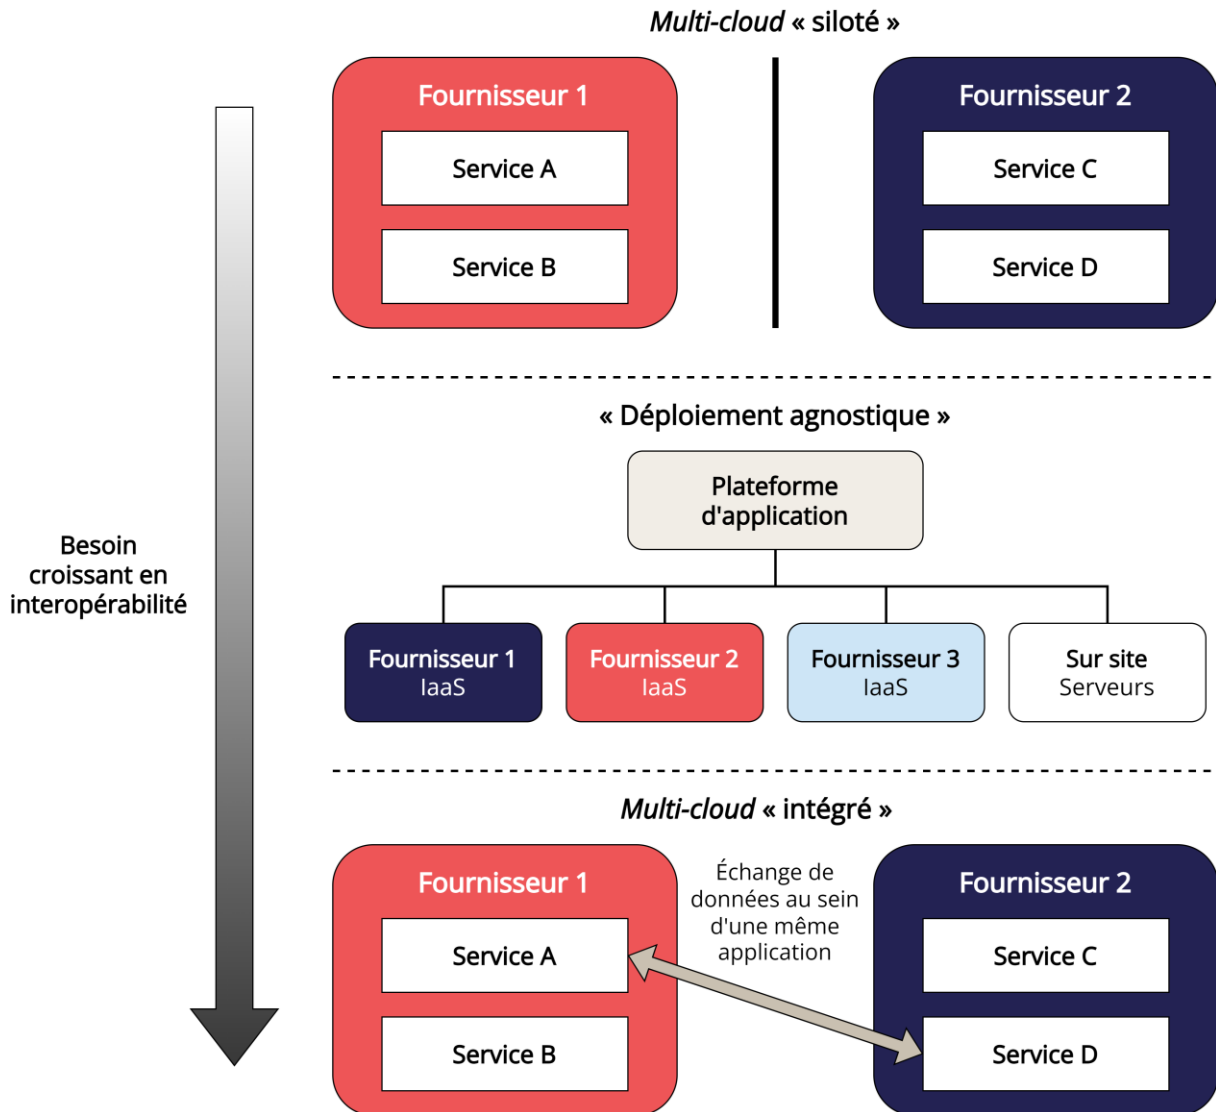 Multi-cloud « siloté »
Fournisseur 1
Service A
Service B
Fournisseur 2
Service C
Service D
Besoin
croissant en
interopérabilité
« Déploiement agnostique »
Plateforme
d'application
Fournisseur 1
IaaS
Fournisseur 2
IaaS
Fournisseur 3
IaaS
Sur site
Serveurs
Multi-cloud « intégré »
Fournisseur 1
Service A
Service B
Échange de
données au sein
d'une même
application
Fournisseur 2
Service C
Service D